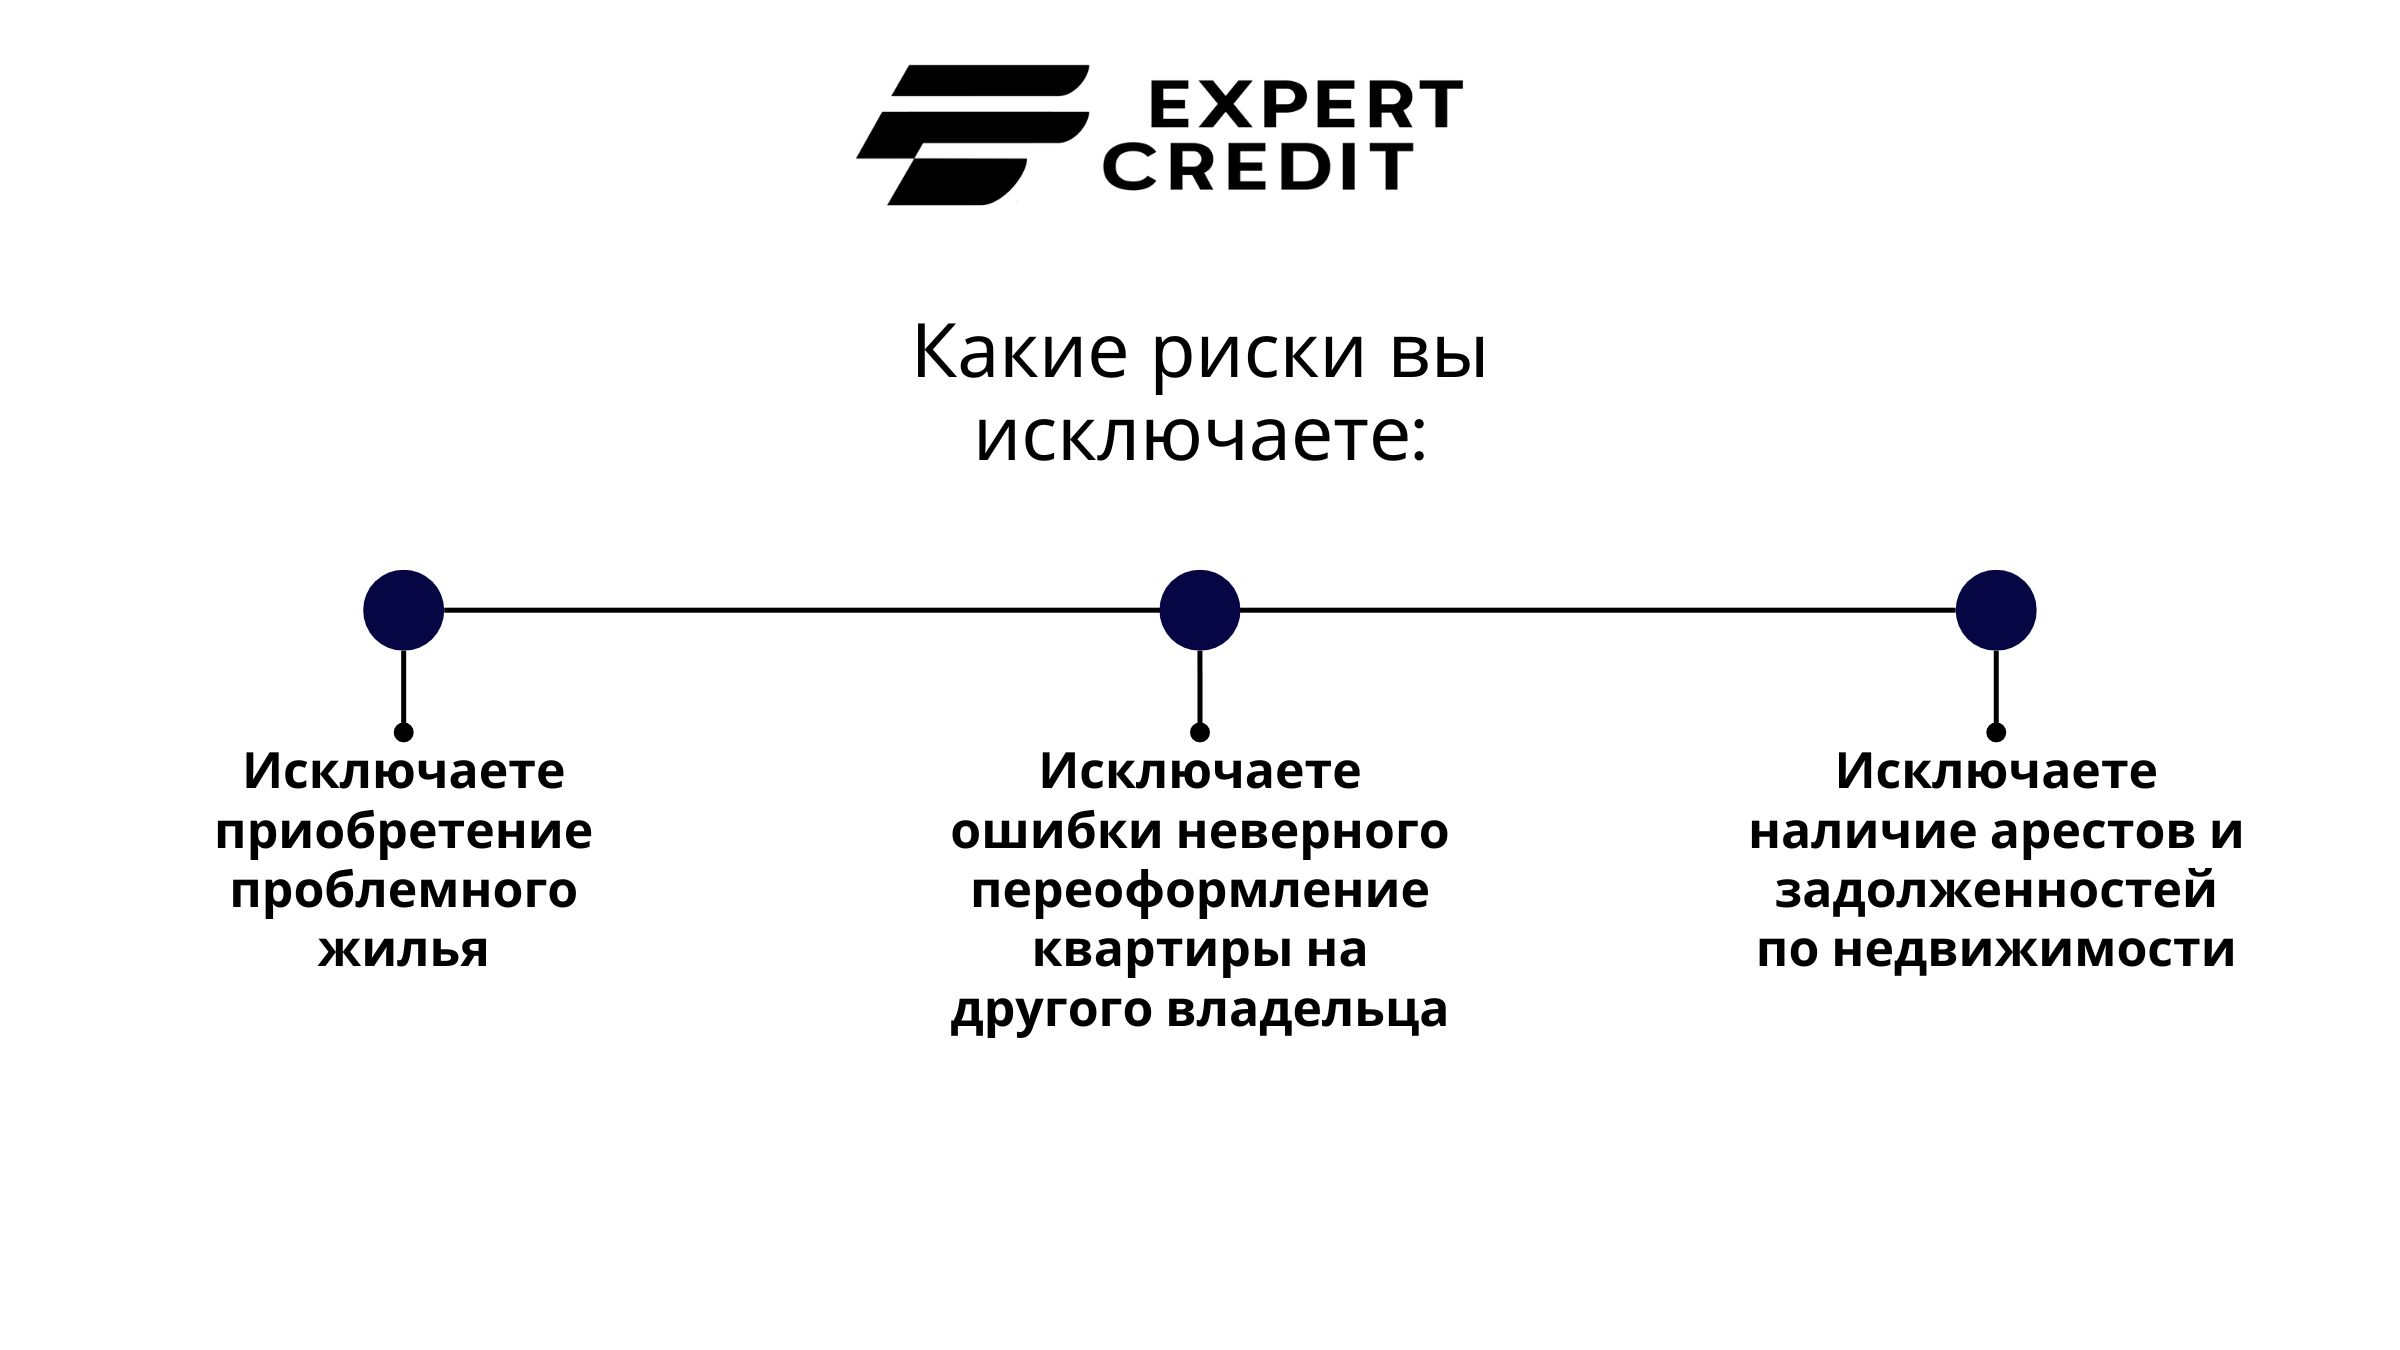 EXPERT
CREDIT
Какие риски вы
исключаете:
Исключаете
приобретение
проблемного
жилья
Исключаете
ошибки неверного
переоформление
квартиры на
другого владельца
Исключаете
наличие арестов и
задолженностей
по недвижимости